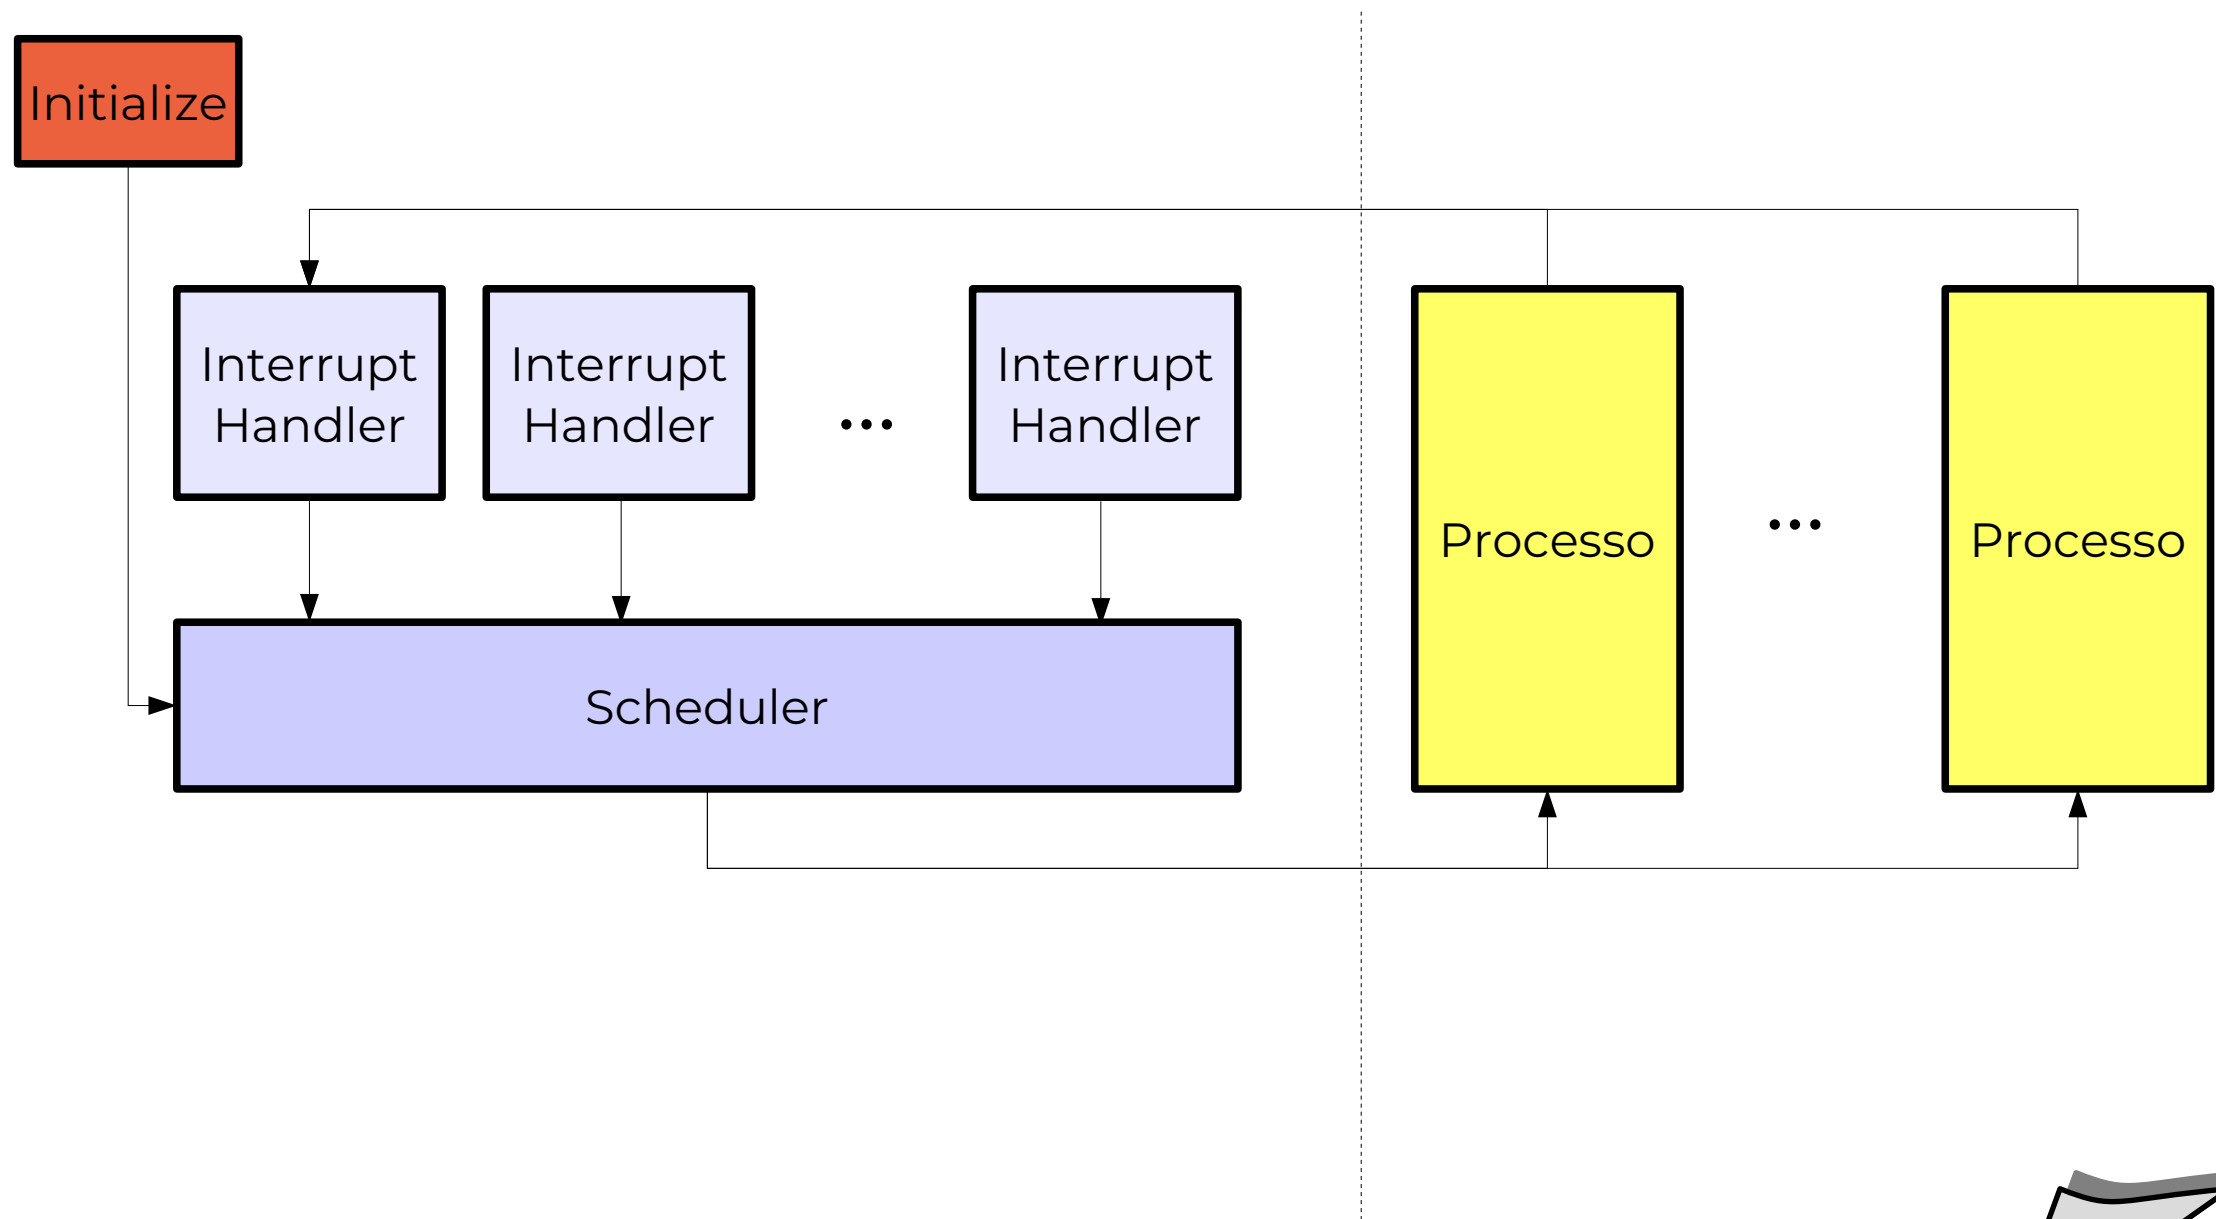 Initialize
Interrupt
Handler
Interrupt
Handler
...
Interrupt
Handler
Processo
...
Processo
Scheduler